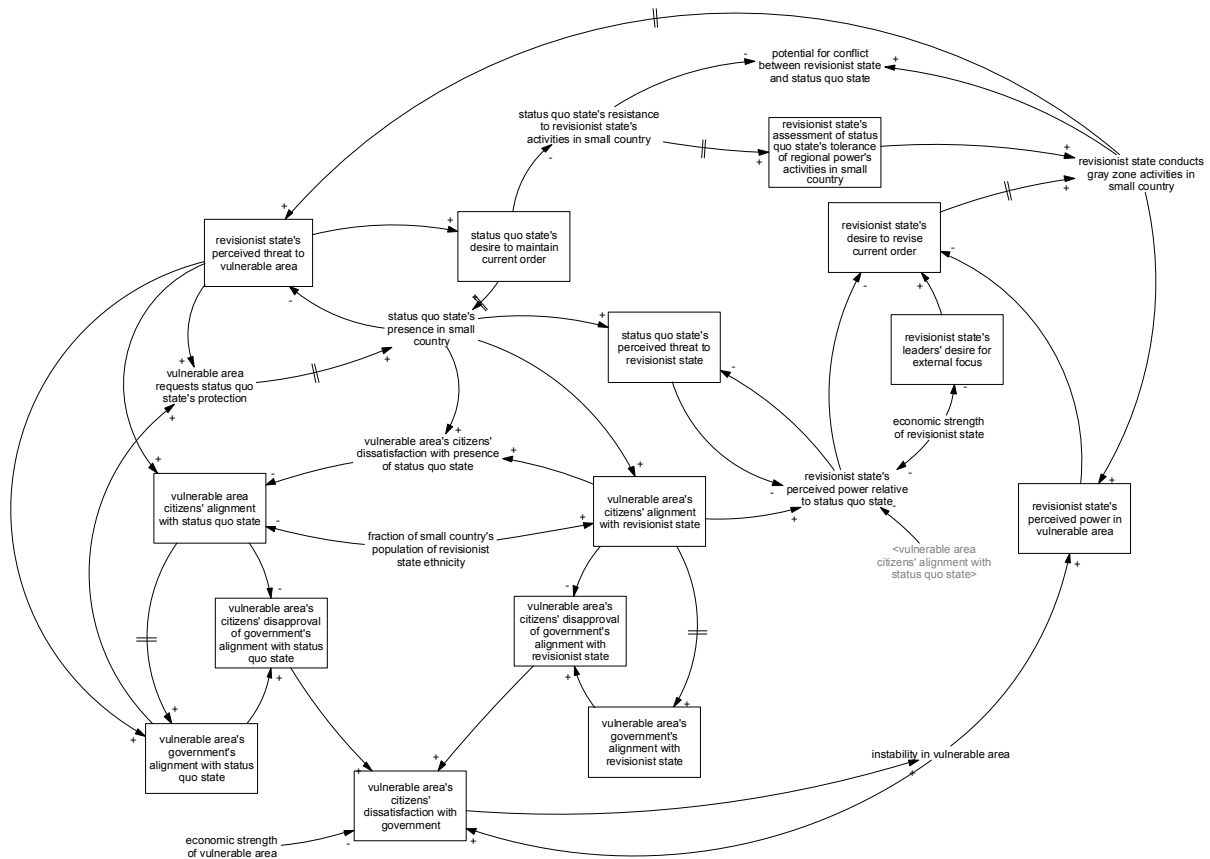 potential for conflict
between revisionist state
and status quo state
status quo state's resistance
to revisionist state's
activities in small country
revisionist state's
assessment of status
quo state's tolerance
of regional power's
activities in small
country
revisionist state conducts
gray zone activities in
small country
revisionist state's
perceived threat to
vulnerable area
status quo state's
desire to maintain
current order
revisionist state's
desire to revise
current order
status quo state's
presence in small
country
status quo state's
perceived threat to
revisionist state
revisionist state's
leaders' desire for
external focus
vulnerable area
requests status quo
state's protection
economic strength
of revisionist state
vulnerable area's citizens'
dissatisfaction with presence
of status quo state
vulnerable area
citizens' alignment
with status quo state
vulnerable area's
citizens' alignment
with revisionist state
revisionist state's
perceived power relative
to status quo state
revisionist state's
perceived power in
vulnerable area
fraction of small country's
population of revisionist
state ethnicity
<vulnerable area
citizens' alignment with
status quo state>
vulnerable area's
citizens' disapproval
of government's
alignment with status
quo state
vulnerable area's
citizens' disapproval
of government's
alignment with
revisionist state
vulnerable area's
government's
alignment with status
quo state
vulnerable area's
government's
alignment with
revisionist state
instability in vulnerable area
vulnerable area's
citizens'
dissatisfaction with
government
economic strength
of vulnerable area